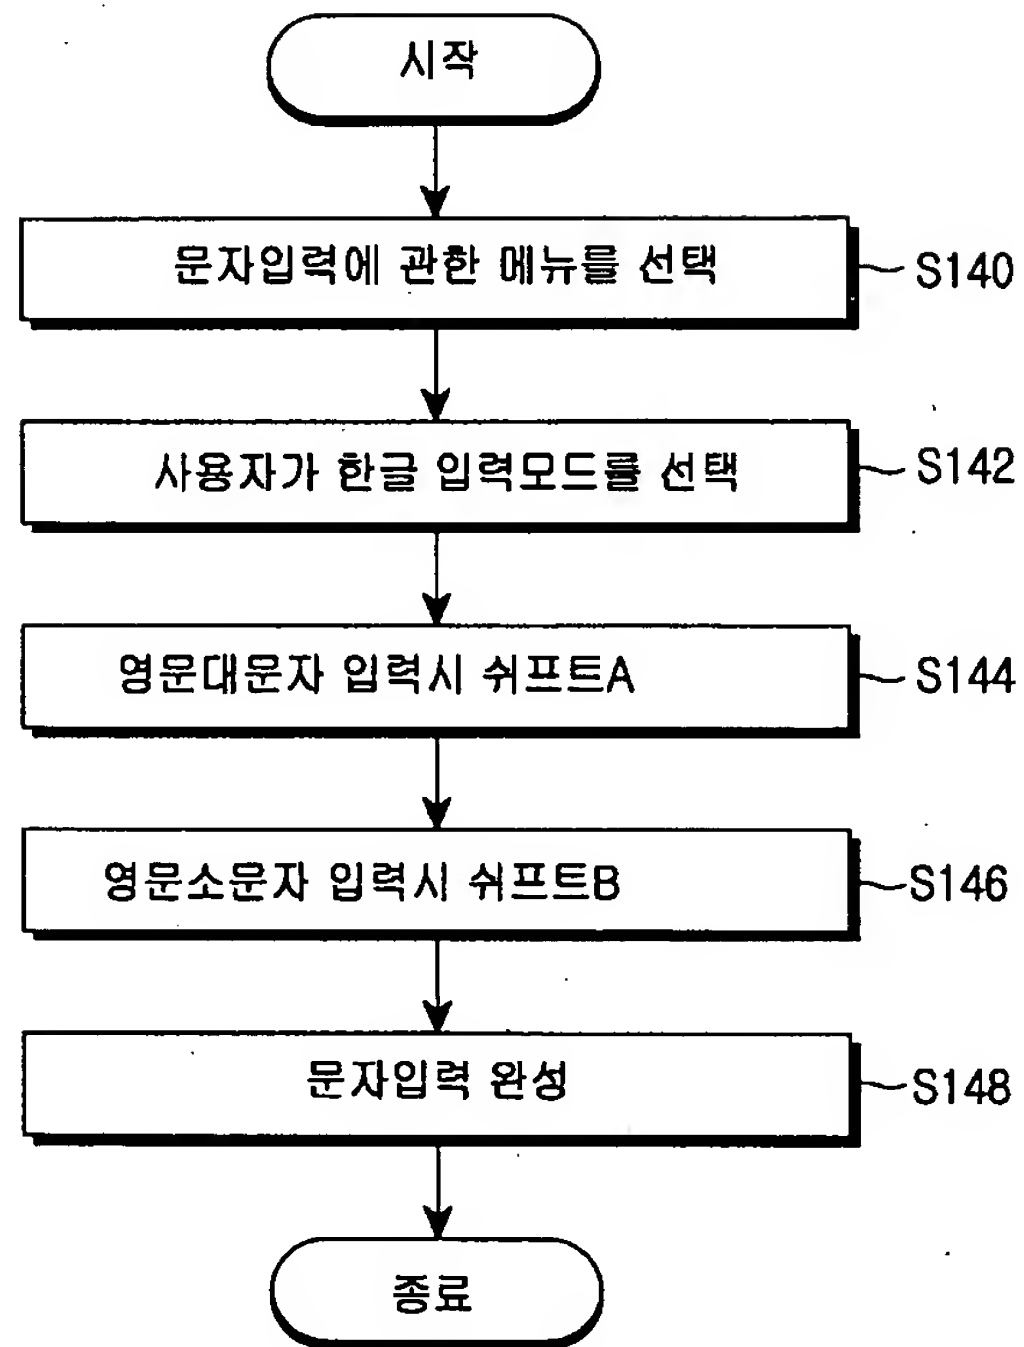 시작
문자입력에 관한 메뉴를 선택
S140
사용자가 한글 입력모드를 선택
S142
영문대문자 입력시 쉬프트A
S144
영문소문자 입력시 쉬프트B
S146
문자입력 완성
S148
종료